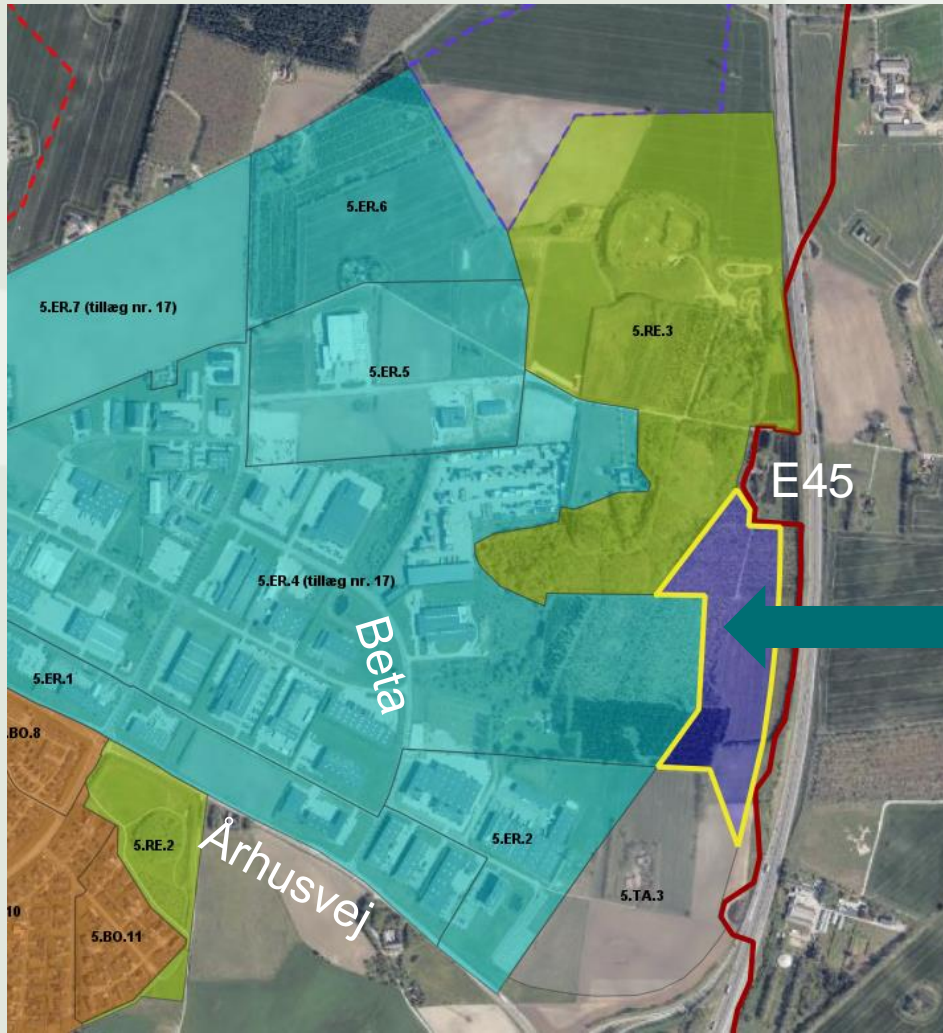 5.ER.6
5.ER.7 (tillæg nr. 17)
5.RE.3
5.ER.5
E45
5.ER.4 (tillæg nr. 17)
Beta
5.ER.1
.BO.8
5.ER.2
5.RE.2
Århusvej
5.TA.3
10
5.BO.11